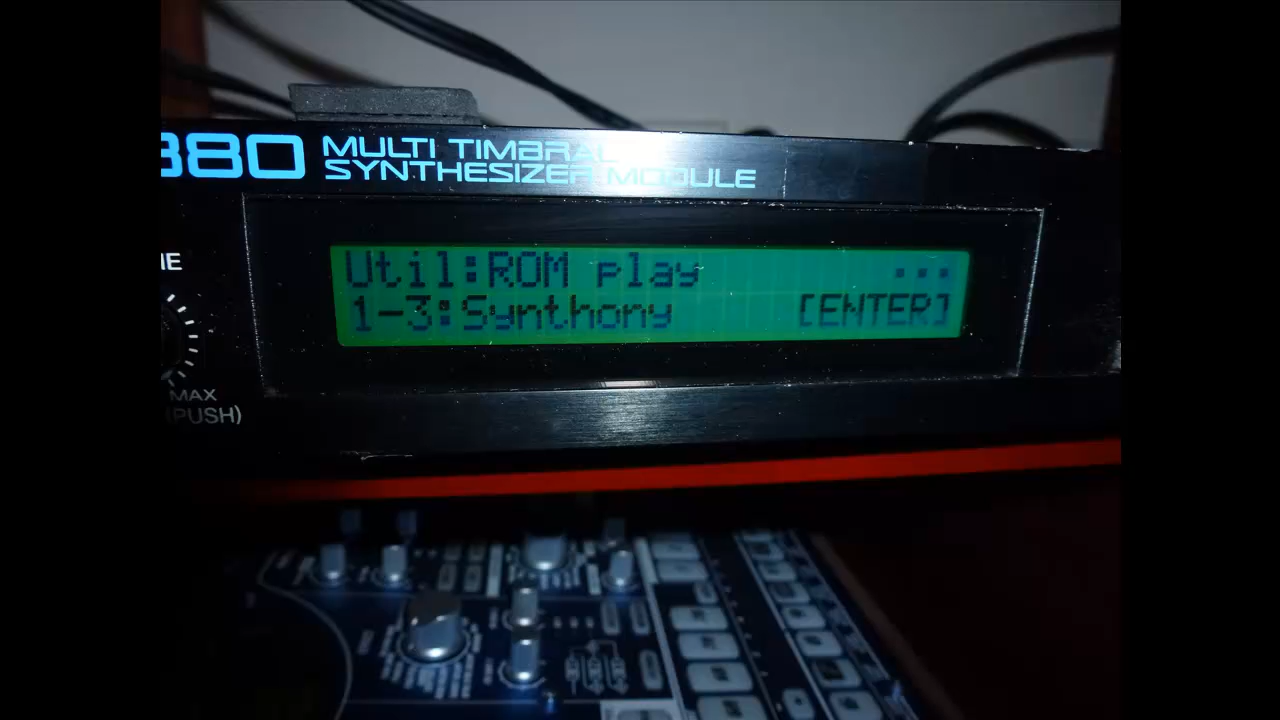 880 MULTI TIMBRAL
SYNTHESIZER MODULE
Util:ROM play ...
1-3:Synthony [ENTER]
MAX
(PUSH)